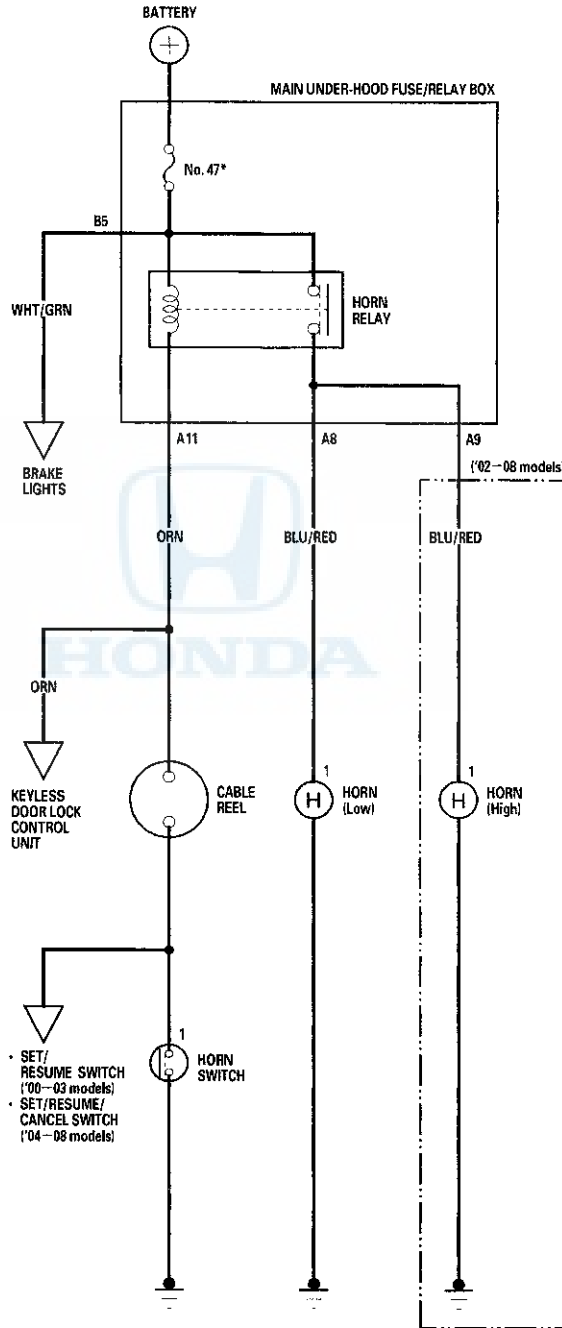 BATTERY
MAIN UNDER-HOOD FUSE/RELAY BOX
No. 47*
B5
HORN
RELAY
WHT/GRN
BRAKE
LIGHTS
A11
A8
A9
('02—08 models)
ORN
BLU/RED
BLU/RED
HONDA
ORN
KEYLESS
DOOR LOCK
CONTROL
UNIT
CABLE
REEL
1
H
HORN
(Low)
1
H
HORN
(High)
• SET/
RESUME SWITCH
('00—03 models)
• SET/RESUME/
CANCEL SWITCH
('04—08 models)
1
HORN
SWITCH